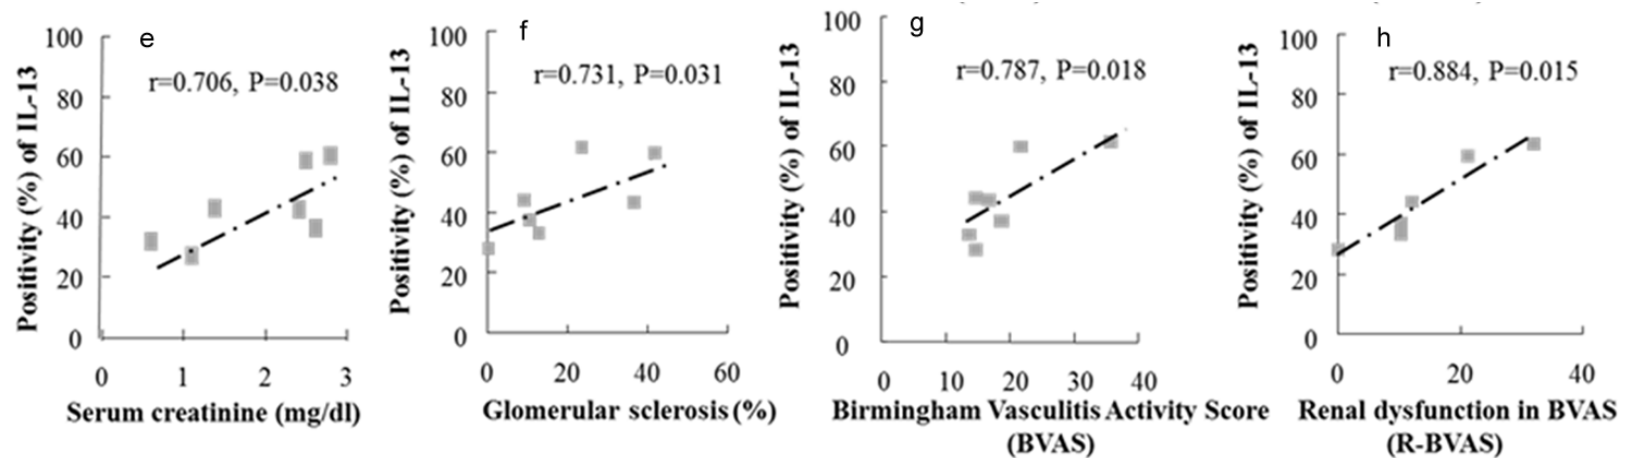 e
r=0.706, P=0.038
Positivity (%) of IL-13
100
80
60
40
20
0
0 1 2 3
Serum creatinine (mg/dl)
f
r=0.731, P=0.031
Positivity (%) of IL-13
100
80
60
40
20
0
0 20 40 60
Glomerular sclerosis (%)
g
r=0.787, P=0.018
Positivity (%) of IL-13
100
80
60
40
20
0
0 10 20 30 40
Birmingham Vasculitis Activity Score
(BVAS)
h
r=0.884, P=0.015
Positivity (%) of IL-13
100
80
60
40
20
0
0 20 40
Renal dysfunction in BVAS
(R-BVAS)